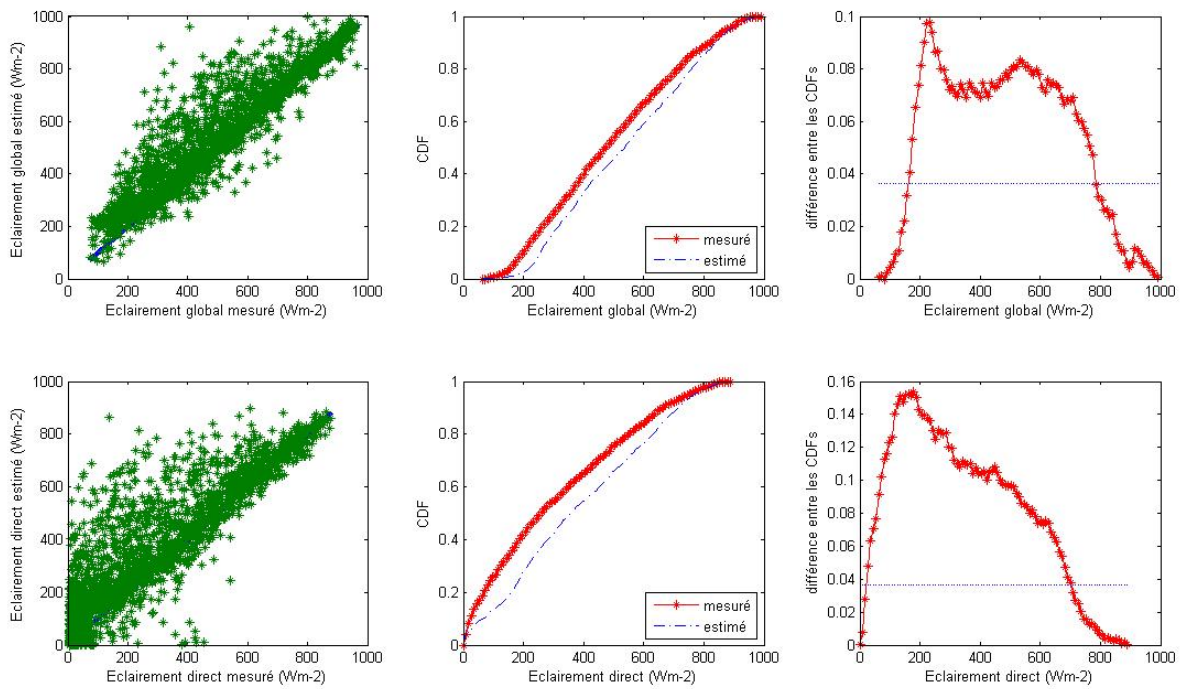 1000
800
600
400
200
0
0 200 400 600 800 1000
Eclairement global estimé (Wm-2)
Eclairement global mesuré (Wm-2)
1
0.8
0.6
0.4
0.2
0
0 200 400 600 800 1000
CDF
Eclairement global (Wm-2)
mesuré
estimé
0.1
0.08
0.06
0.04
0.02
0
0 200 400 600 800 1000
différence entre les CDFs
Eclairement global (Wm-2)
1000
800
600
400
200
0
0 200 400 600 800 1000
Eclairement direct estimé (Wm-2)
Eclairement direct mesuré (Wm-2)
1
0.8
0.6
0.4
0.2
0
0 200 400 600 800 1000
CDF
Eclairement direct (Wm-2)
mesuré
estimé
0.16
0.14
0.12
0.1
0.08
0.06
0.04
0.02
0
0 200 400 600 800 1000
différence entre les CDFs
Eclairement direct (Wm-2)